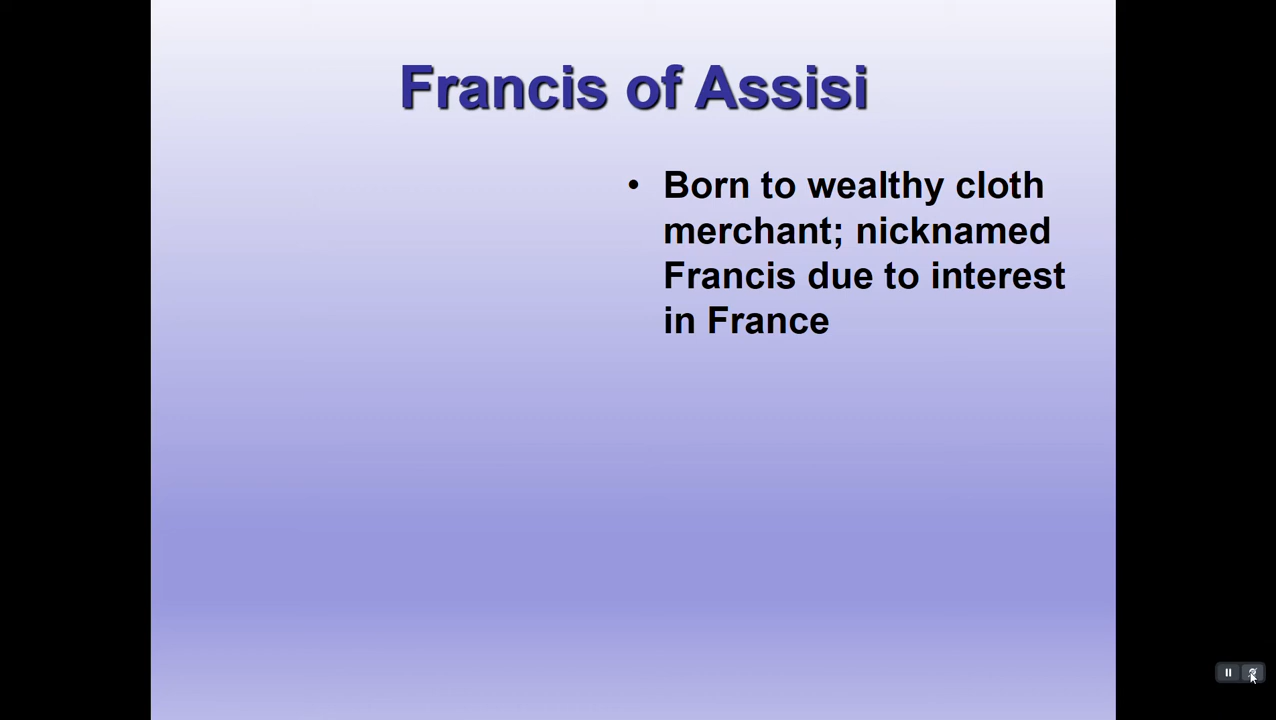 Francis of Assisi
• Born to wealthy cloth
merchant; nicknamed
Francis due to interest
in France